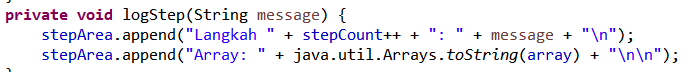 private void logStep(String message) {
    stepArea.append("Langkah " + stepCount++ + ": " + message + "\n");
    stepArea.append("Array: " + java.util.Arrays.toString(array) + "\n\n");